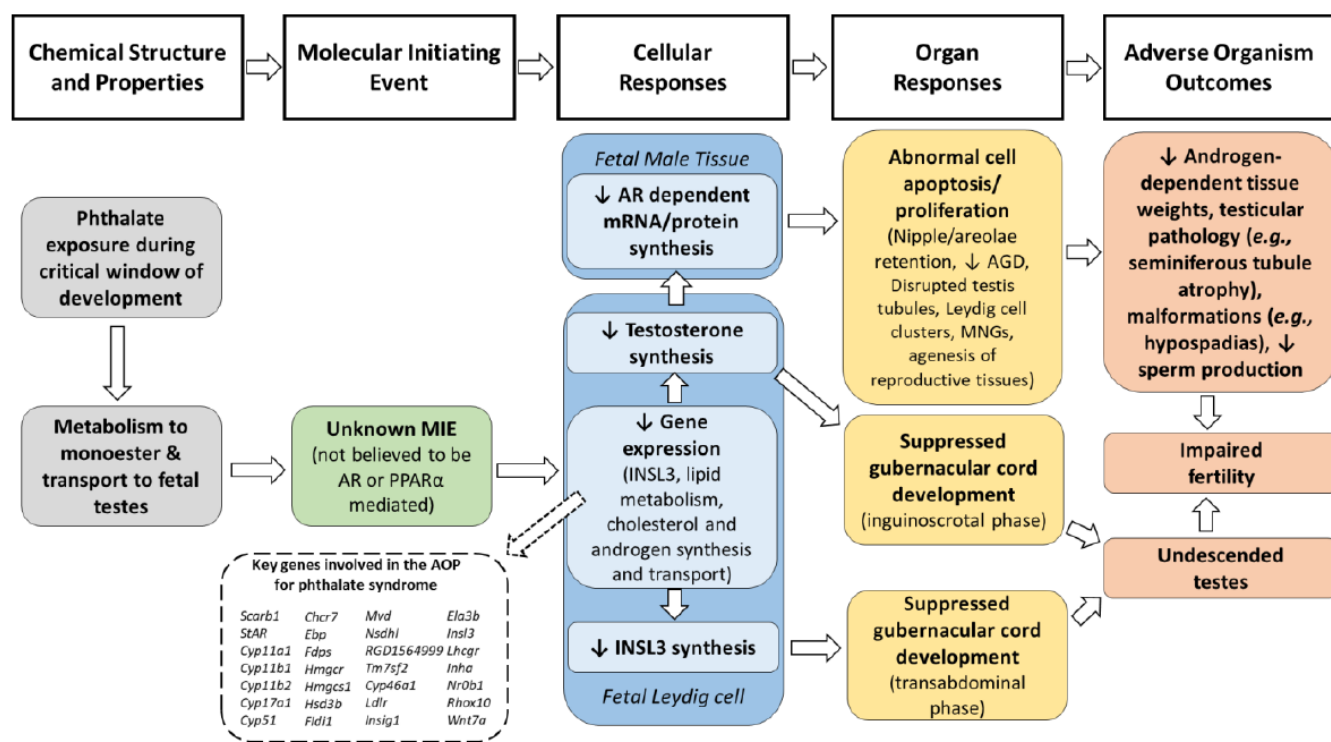 Chemical Structure
and Properties
Molecular Initiating
Event
Cellular
Responses
Organ
Responses
Adverse Organism
Outcomes
Phthalate
exposure during
critical window of
development
Metabolism to
monoester &
transport to fetal
testes
Unknown MIE
(not believed to be
AR or PPARα
mediated)
Key genes involved in the AOP
for phthalate syndrome
Scarb1 Chcr7 Mvd Ela3b
StAR Ebp Nsdhl Insl3
Cyp11a1 Fdps RGD1564999 Lhcgr
Cyp11b1 Hmgcr Tm7sf2 Inha
Cyp11b2 Hmgcs1 Cyp46a1 Nr0b1
Cyp17a1 Hsd3b Ldlr Rhox10
Cyp51 Fidi1 Insig1 Wnt7a
Fetal Male Tissue
↓ AR dependent
mRNA/protein
synthesis
↓ Testosterone
synthesis
↓ Gene
expression
(INSL3, lipid
metabolism,
cholesterol and
androgen synthesis
and transport)
↓ INSL3 synthesis
Fetal Leydig cell
Abnormal cell
apoptosis/
proliferation
(Nipple/areolae
retention, ↓ AGD,
Disrupted testis
tubules, Leydig cell
clusters, MNGs,
agenesis of
reproductive tissues)
Suppressed
gubernacular cord
development
(inguinoscrotal phase)
Suppressed
gubernacular cord
development
(transabdominal
phase)
↓ Androgen-
dependent tissue
weights, testicular
pathology (e.g.,
seminiferous tubule
atrophy),
malformations (e.g.,
hypospadias), ↓
sperm production
Impaired
fertility
Undescended
testes